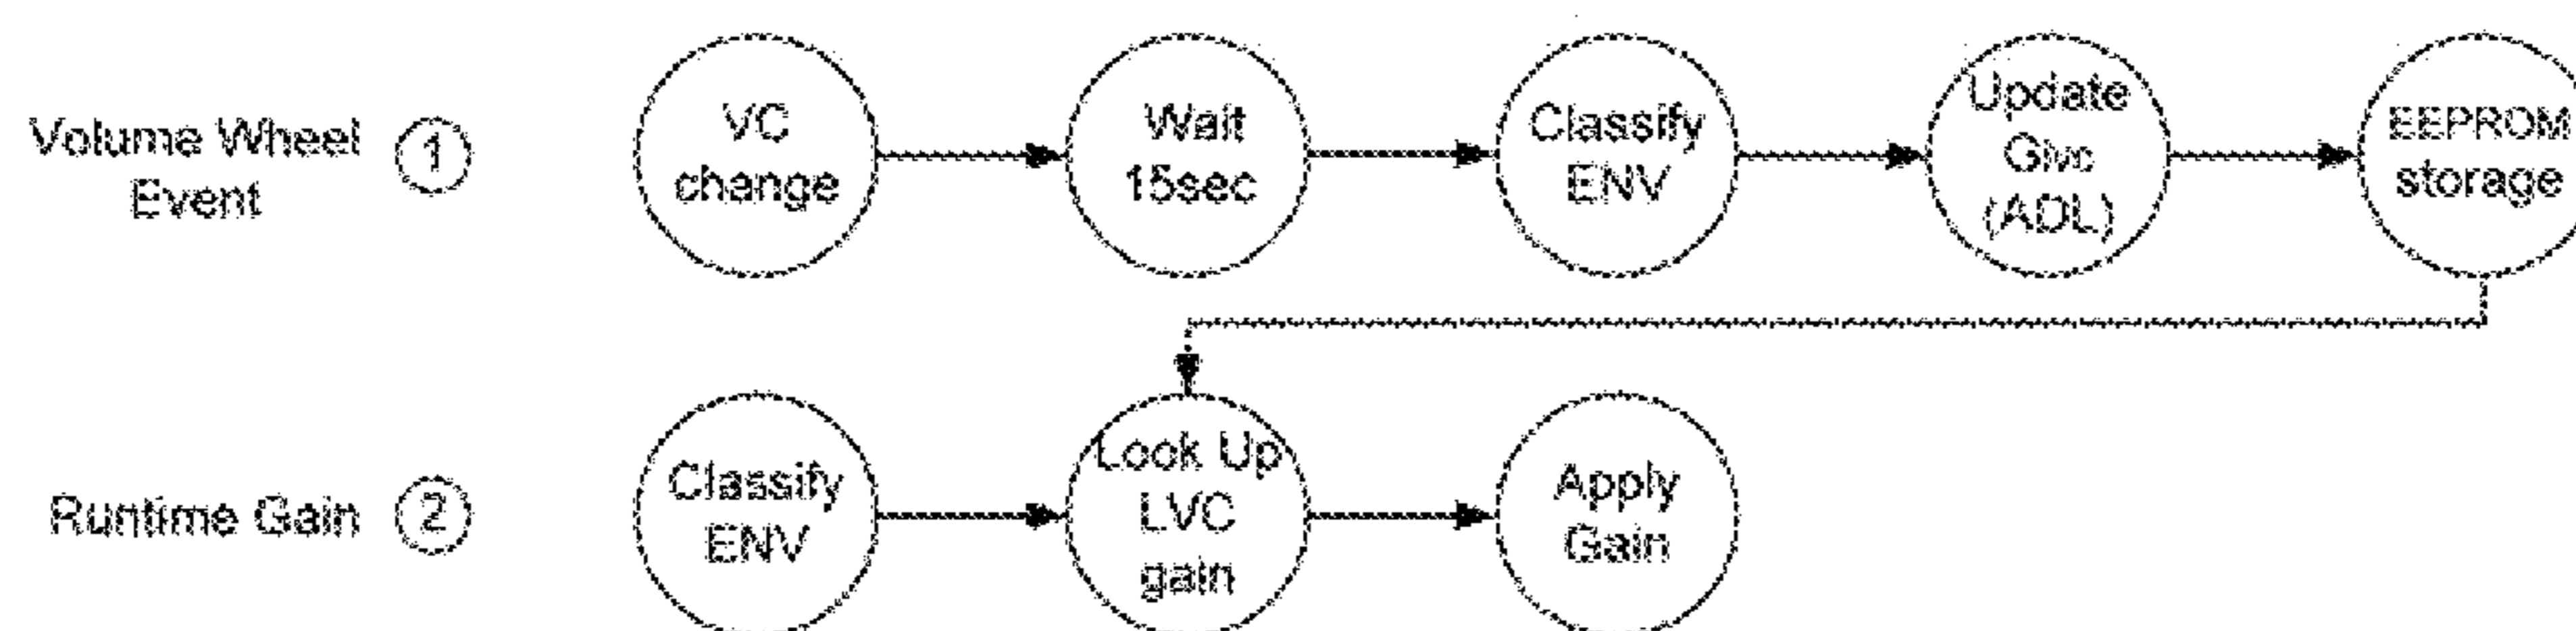 Volume Wheel
Event
1
VC
change
Wait
15sec
Classify
ENV
Update
Glvc
(ADL)
EEPROM
storage
Runtime Gain
2
Classify
ENV
Look Up
LVC
gain
Apply
Gain